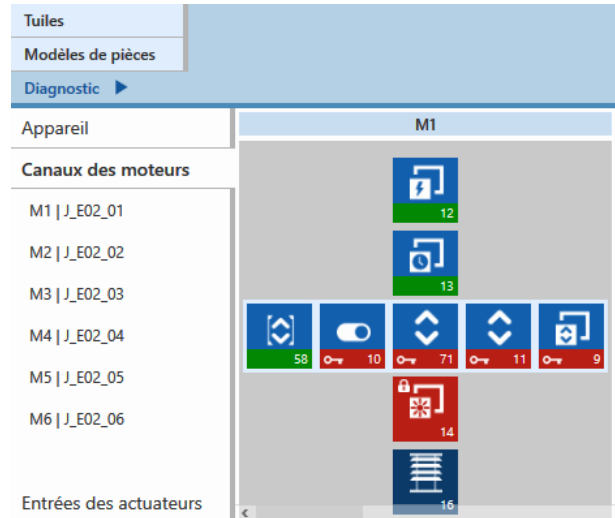 Tuiles
Modèles de pièces
Diagnostic
Appareil
M1
Canaux des moteurs
M1 | J_E02_01
12
M2 | J_E02_02
13
M3 | J_E02_03
M4 | J_E02_04
58 10 71 11 9
M5 | J_E02_05
M6 | J_E02_06
14
Entrées des actuateurs
16